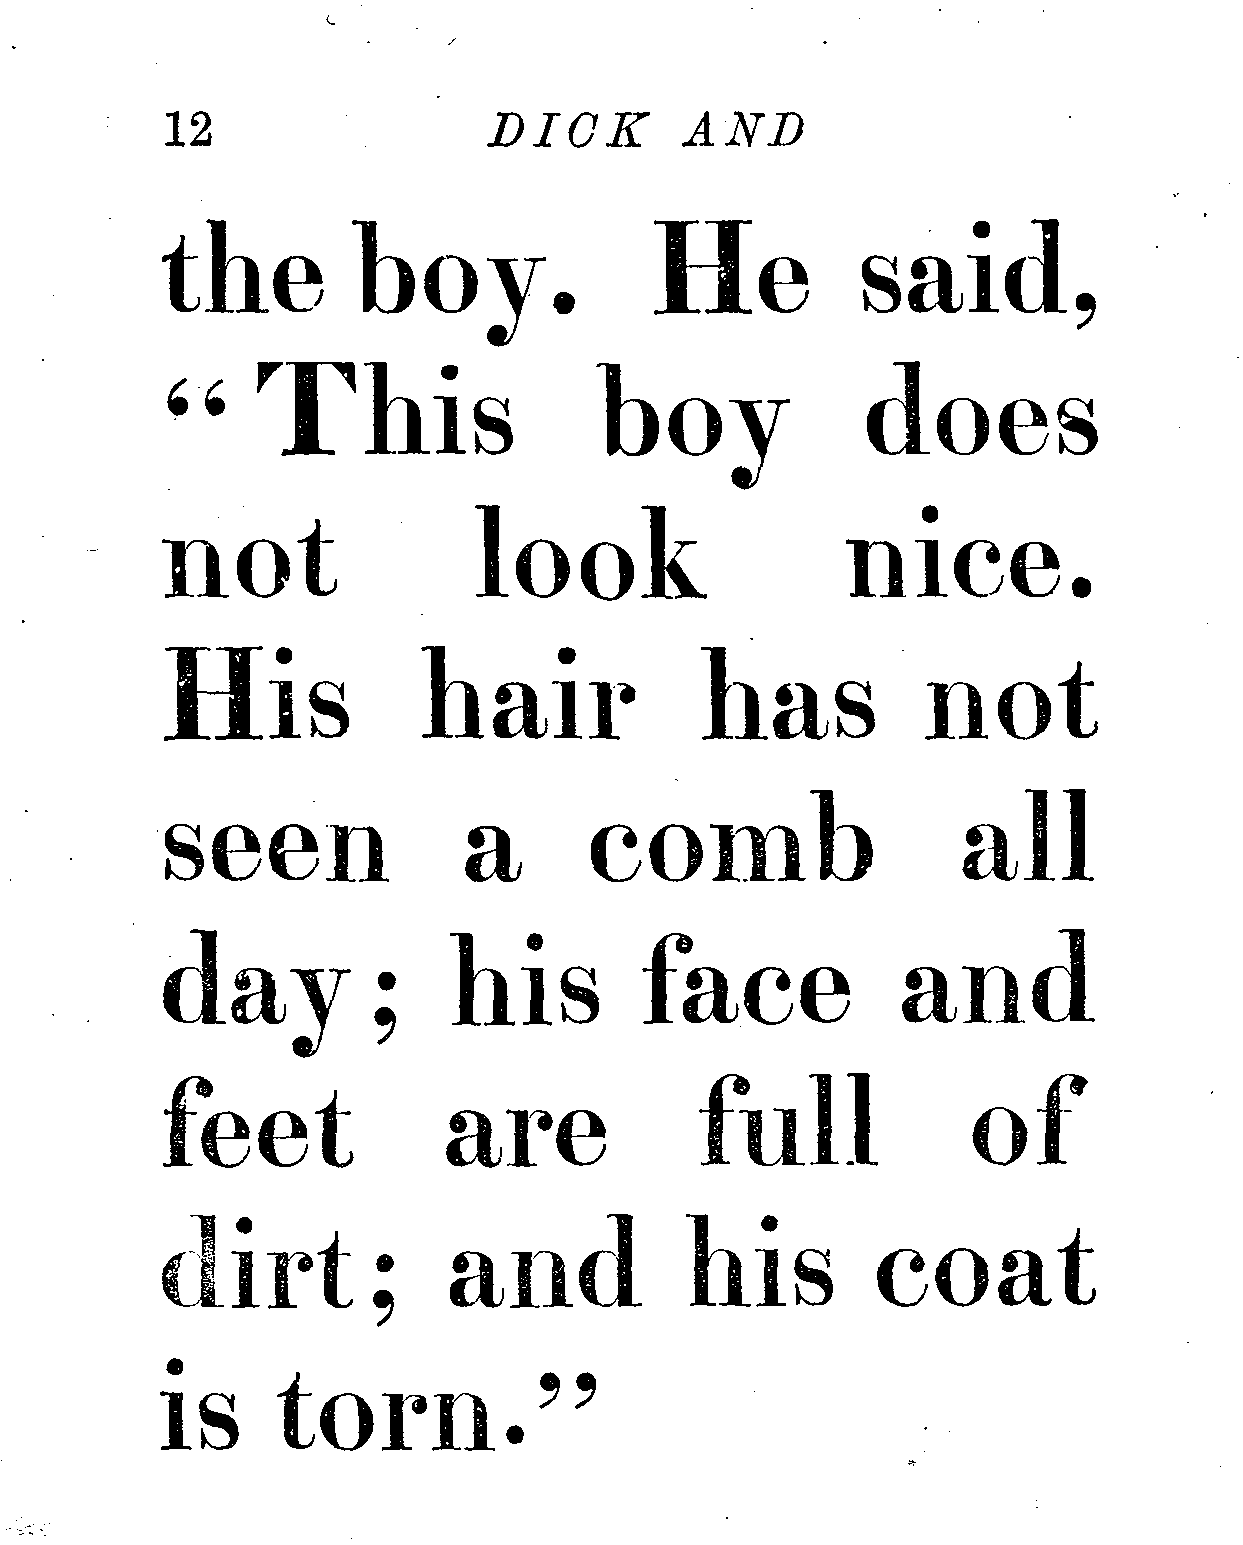 12 DICK AND
the boy. He said,
“This boy does
not look nice.
His hair has not
seen a comb all
day; his face and
feet are full of
dirt; and his coat
is torn.”